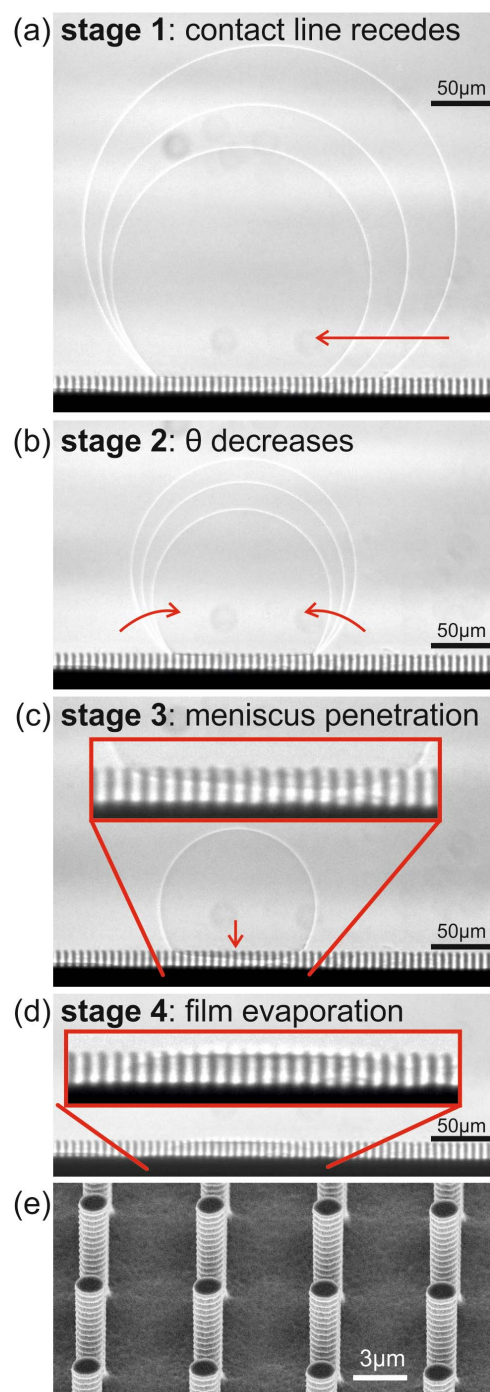 (a) stage 1: contact line recedes
50µm
(b) stage 2: θ decreases
50µm
(c) stage 3: meniscus penetration
50µm
(d) stage 4: film evaporation
50µm
(e)
3µm